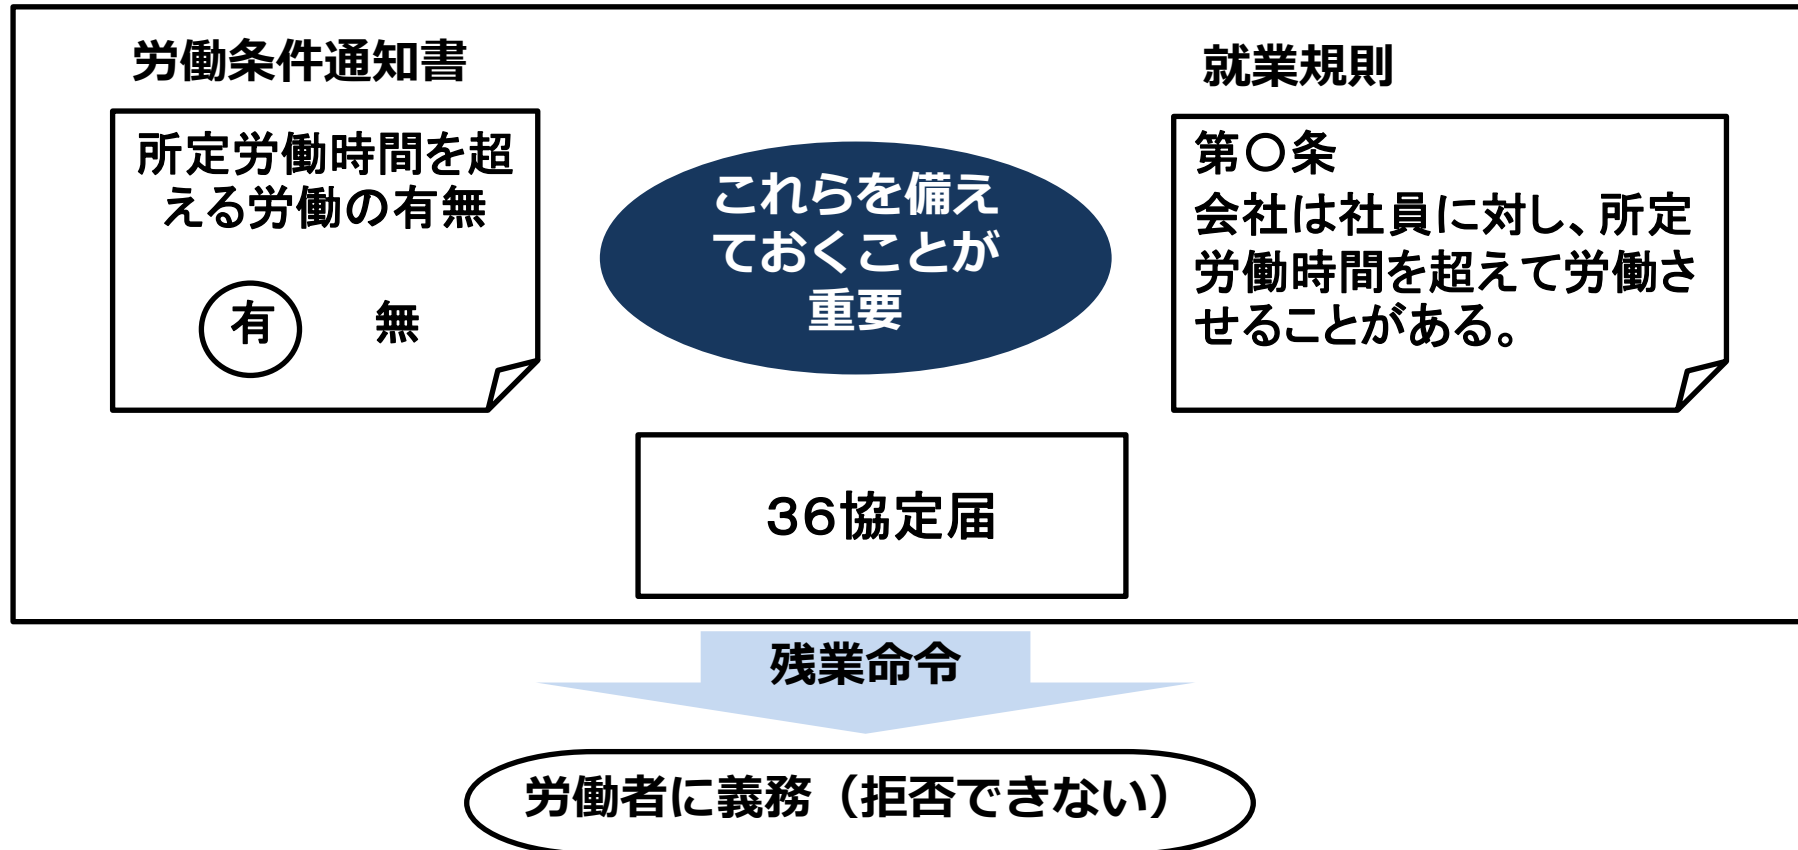 労働条件通知書
所定労働時間を超
える労働の有無
有 無
これらを備え
ておくことが
重要
就業規則
第〇条
会社は社員に対し、所定
労働時間を超えて労働さ
せることがある。
36協定届
残業命令
労働者に義務（拒否できない）